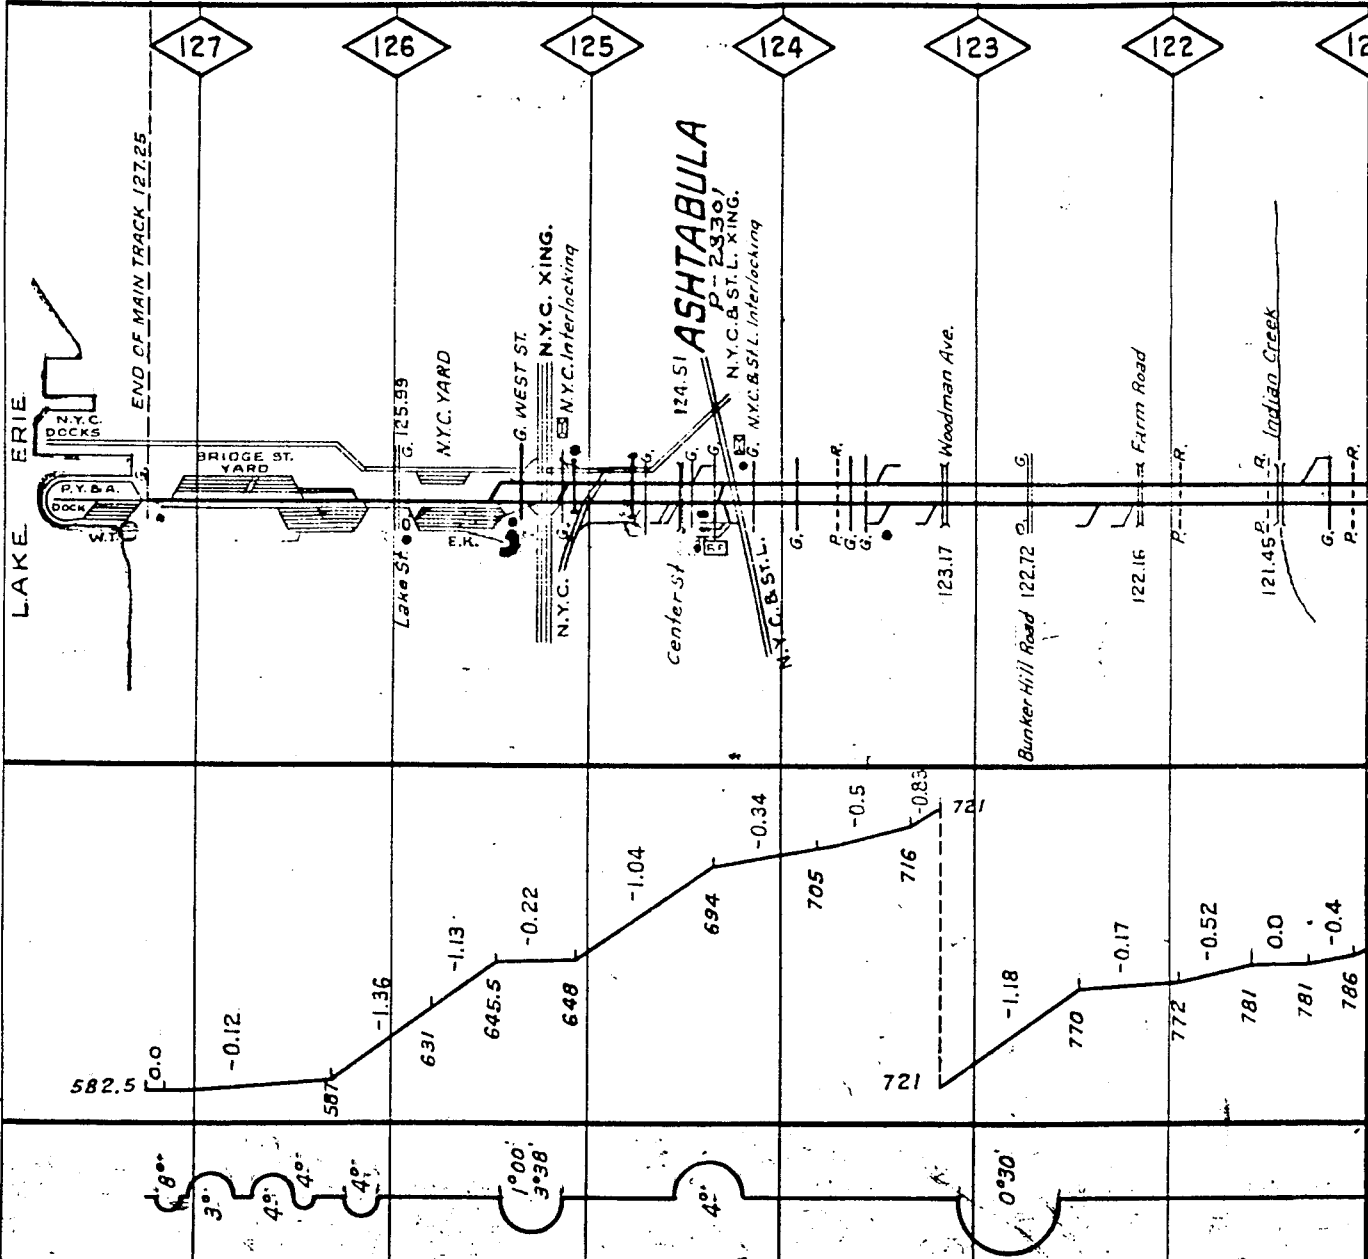 127
126
125
124
123
122
LAKE ERIE
END OF MAIN TRACK 127.25
N.Y.C.
DOCKS
BRIDGE ST.
YARD
P.Y.& A.
DOCK
W.T.
G. 125.99
Lake St.
N.Y.C. YARD
E.H.
G. WEST ST.
N.Y.C. XING.
N.Y.C. Interlocking
N.Y.C.
G.
G.
Center st
G.
G.
124.51
ASHTABULA
P-2330
N.Y.C.& ST.L. XING.
N.Y.C.& St.L. Interlocking
G.
N.Y.C.& ST.L.
G.
P.
R.
G.
G.
123.17
Woodman Ave.
Bunker Hill Road 122.72 P.
G.
122.16
Farm Road
P.
R.
121.45 P.
R.
Indian Creek
G.
P.
R.
582.5
0.0
-0.12
587
-1.36
631
-1.13
645.5
-0.22
648
-1.04
694
-0.34
705
-0.5
716
-0.83
721
721
-1.18
770
-0.17
772
-0.52
781
0.0
781
-0.4
786
8°
3°
4°
4°
4°
1°00'
3°38'
4°
0°30'